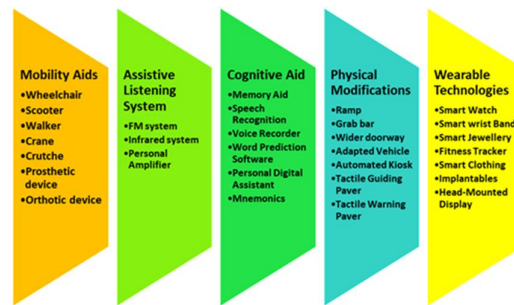 Mobility Aids
•Wheelchair
•Scooter
•Walker
•Crane
•Crutche
•Prosthetic
device
•Orthotic device
Assistive
Listening
System
•FM system
•Infrared system
•Personal
Amplifier
Cognitive Aid
•Memory Aid
•Speech
Recognition
•Voice Recorder
•Word Prediction
Software
•Personal Digital
Assistant
•Mnemonics
Physical
Modifications
•Ramp
•Grab bar
•Wider doorway
•Adapted Vehicle
•Automated Kiosk
•Tactile Guiding
Paver
•Tactile Warning
Paver
Wearable
Technologies
•Smart Watch
•Smart wrist Band
•Smart Jewellery
•Fitness Tracker
•Smart Clothing
•Implantables
•Head-Mounted
Display